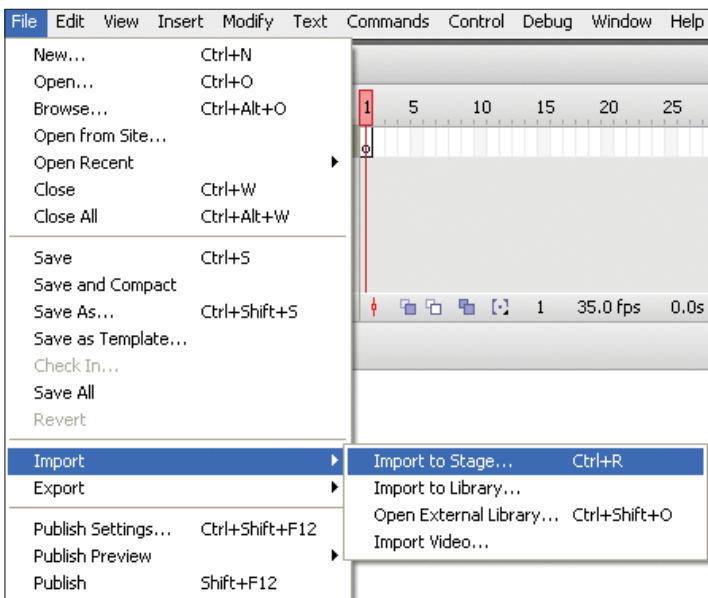 File Edit View Insert Modify Text Commands Control Debug Window Help
New... Ctrl+N
Open... Ctrl+O
Browse... Ctrl+Alt+O
Open from Site...
Open Recent
Close Ctrl+W
Close All Ctrl+Alt+W
Save Ctrl+S
Save and Compact
Save As... Ctrl+Shift+S
Save as Template...
Check In...
Save All
Revert
Import
Export
Publish Settings... Ctrl+Shift+F12
Publish Preview
Publish Shift+F12
1 5 10 15 20 25
1 35.0 fps 0.0s
Import to Stage... Ctrl+R
Import to Library...
Open External Library... Ctrl+Shift+O
Import Video...